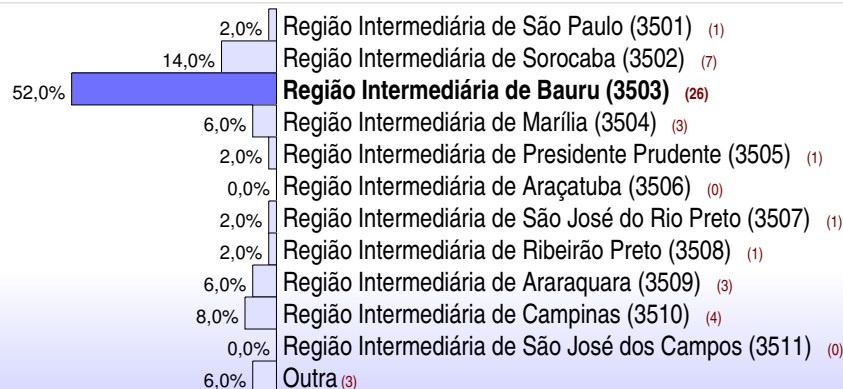 2,0% Região Intermediária de São Paulo (3501) (1)
14,0% Região Intermediária de Sorocaba (3502) (7)
52,0% Região Intermediária de Bauru (3503) (26)
6,0% Região Intermediária de Marília (3504) (3)
2,0% Região Intermediária de Presidente Prudente (3505) (1)
0,0% Região Intermediária de Araçatuba (3506) (0)
2,0% Região Intermediária de São José do Rio Preto (3507) (1)
2,0% Região Intermediária de Ribeirão Preto (3508) (1)
6,0% Região Intermediária de Araraquara (3509) (3)
8,0% Região Intermediária de Campinas (3510) (4)
0,0% Região Intermediária de São José dos Campos (3511) (0)
6,0% Outra (3)